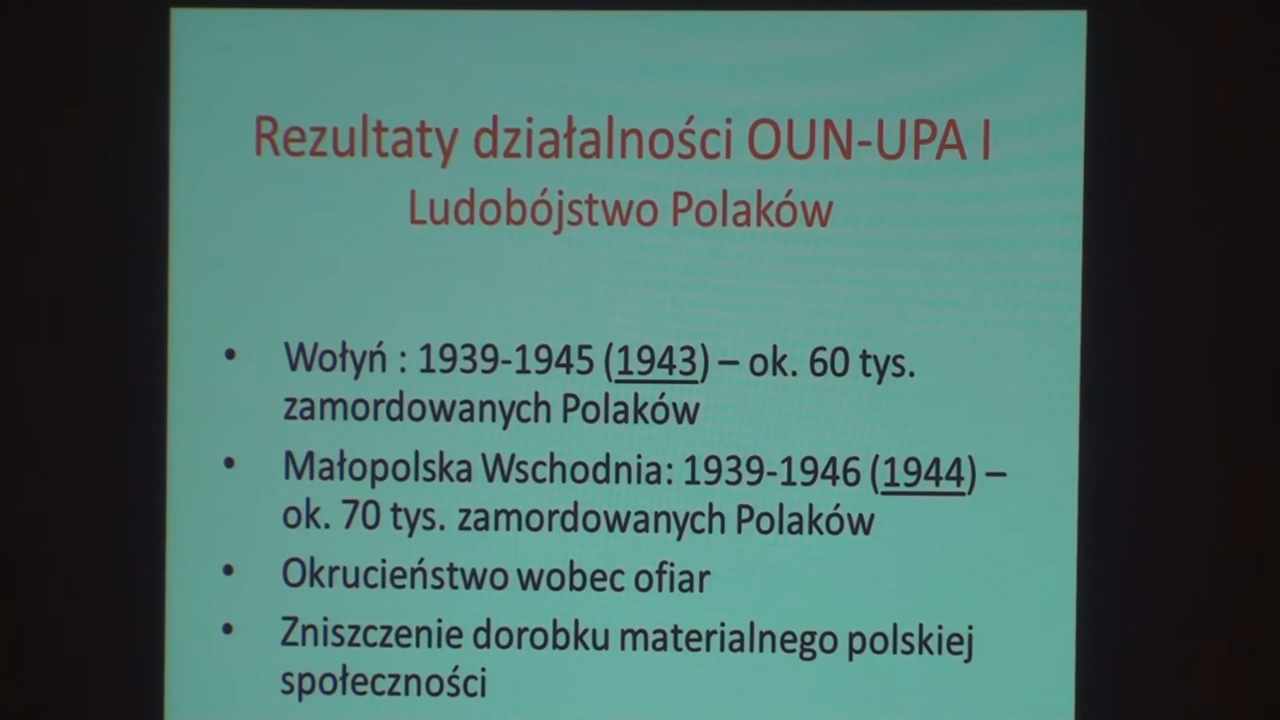 Rezultaty działalności OUN-UPA I
Ludobójstwo Polaków
• Wołyń : 1939-1945 (1943) – ok. 60 tys.
zamordowanych Polaków
• Małopolska Wschodnia: 1939-1946 (1944) –
ok. 70 tys. zamordowanych Polaków
• Okrucieństwo wobec ofiar
• Zniszczenie dorobku materialnego polskiej
społeczności